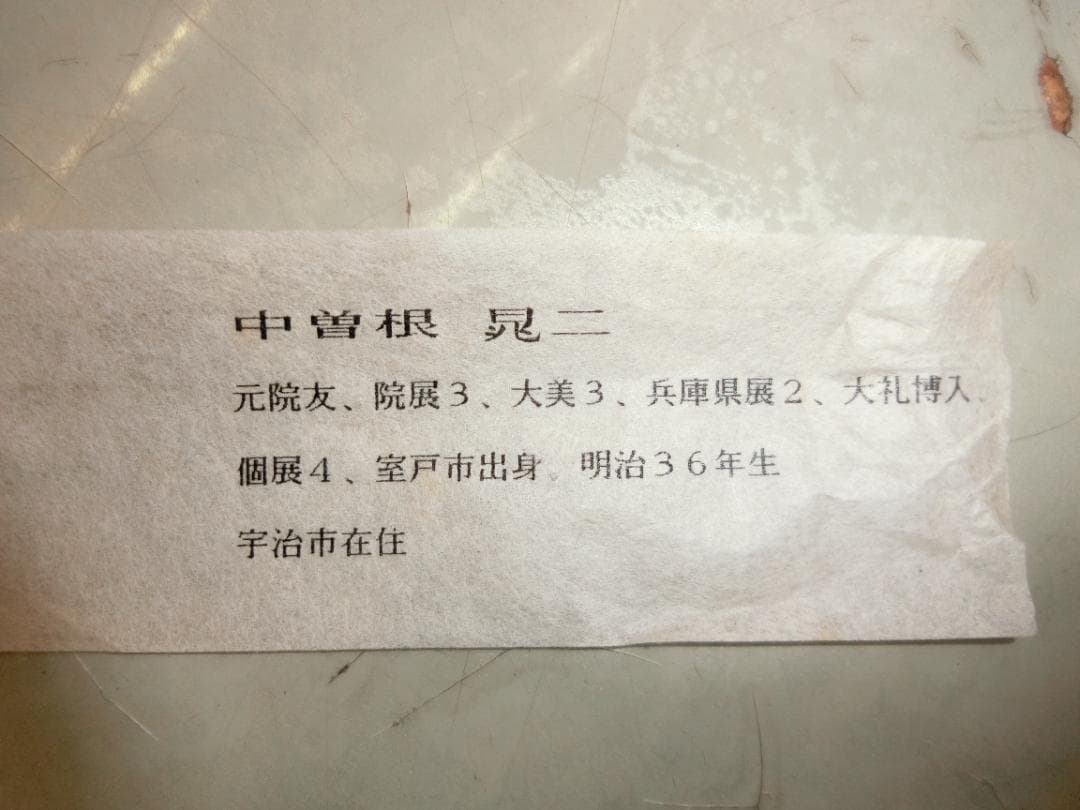 中曽根 晃二
元院友、院展３、大美３、兵庫県展２、大礼博入、
個展４、室戸市出身。明治３６年生
宇治市在住